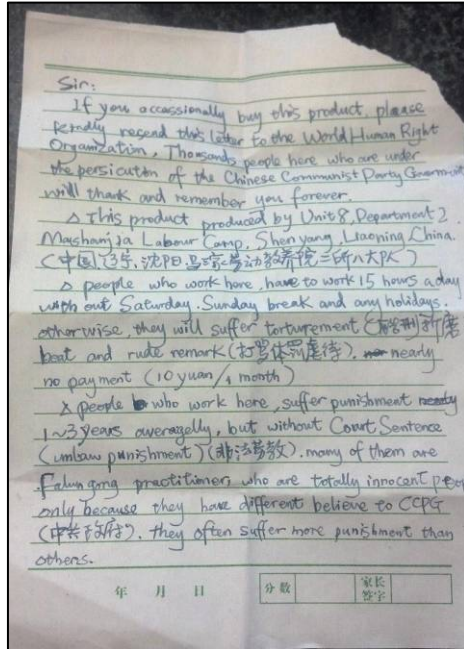 Sir:
If you occassionally buy this product, please
kindly resend this letter to the World Human Right
Organization. Thousands people here who are under
the persicution of the Chinese Communist Party Government
will thank and remember you forever.
△ This product produced by Unit 8, Department 2,
Mashanjia Labour Camp, Shen yang, Liaoning, China.
(中国, 辽宁, 沈阳, 马三家劳动教养院二所八大队)
△ people who work here, have to work 15 hours a day
with out Saturday, Sunday break and any holidays.
otherwise, they will suffer torturement (折磨
beat and rude remark (打骂体罚虐待). nearly
no payment (10 yuan/1 month)
△ people who work here, suffer punishment
1~3 years averagelly, but without Court Sentence
(unlaw punishment) (非法劳教). many of them are
Falun gong practitioner, who are totally innocent people
only because they have different believe to CCPG
(中共政府), they often suffer more punishment than
others.
年 月 日 分数 家长签字